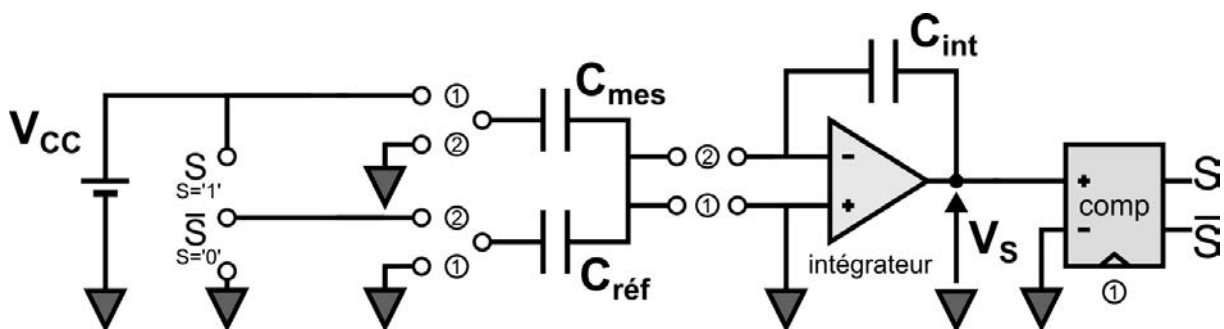 C_int
① C_mes
V_CC
S
S='1'
②
②
-
S̄
S='0'
②
①
+
+
comp
-
S
S̄
①
C_réf
intégrateur
V_S
①